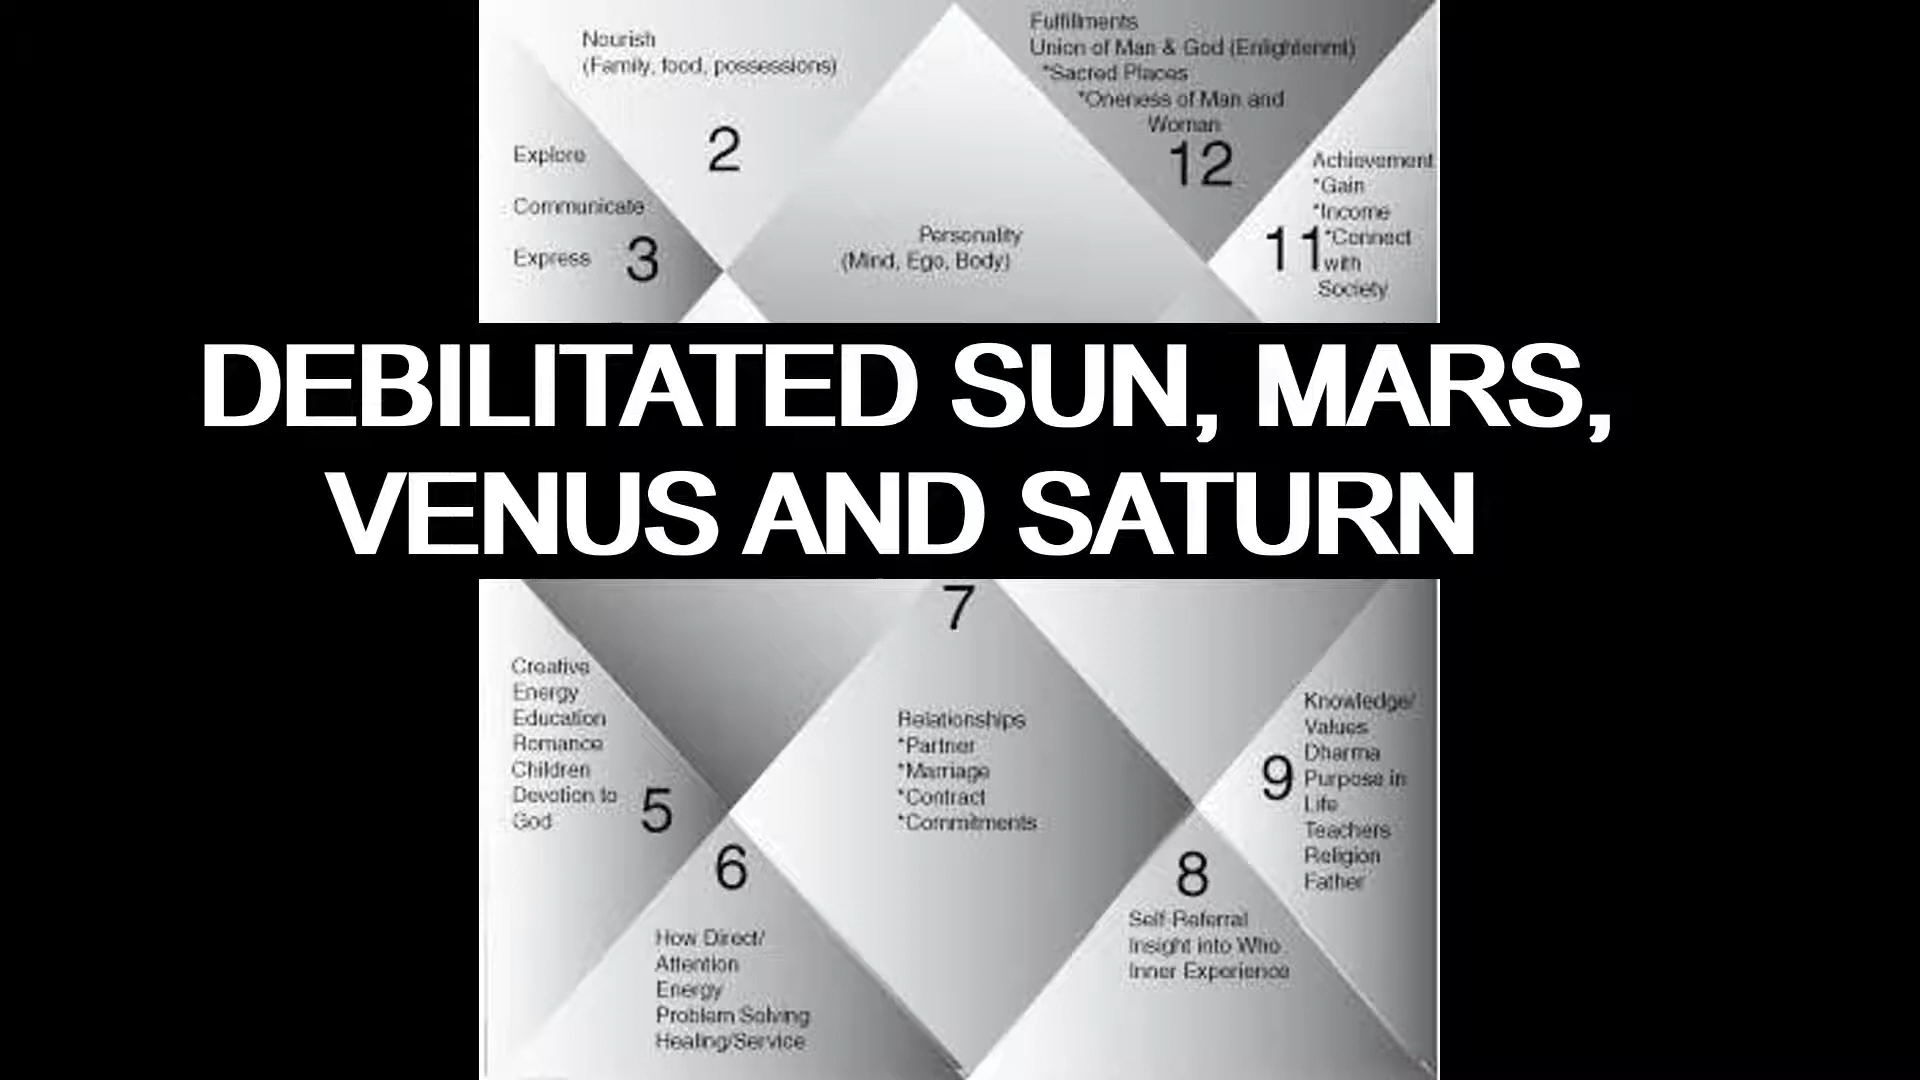 Nourish
(Family, food, possessions)
2
Fulfillments
Union of Man & God (Enlightenmt)
*Sacred Places
*Oneness of Man and
Woman
12
Explore
Communicate
Express
3
Personality
(Mind, Ego, Body)
Achievement
*Gain
*Income
*Connect
with
Society
11
DEBILITATED SUN, MARS,
VENUS AND SATURN
7
Relationships
*Partner
*Marriage
*Contract
*Commitments
Creative
Energy
Education
Romance
Children
Devotion to
God
5
Knowledge/
Values
Dharma
Purpose in
Life
Teachers
Religion
Father
9
6
How Direct/
Attention
Energy
Problem Solving
Healing/Service
8
Self-Referral
Insight into Who
Inner Experience